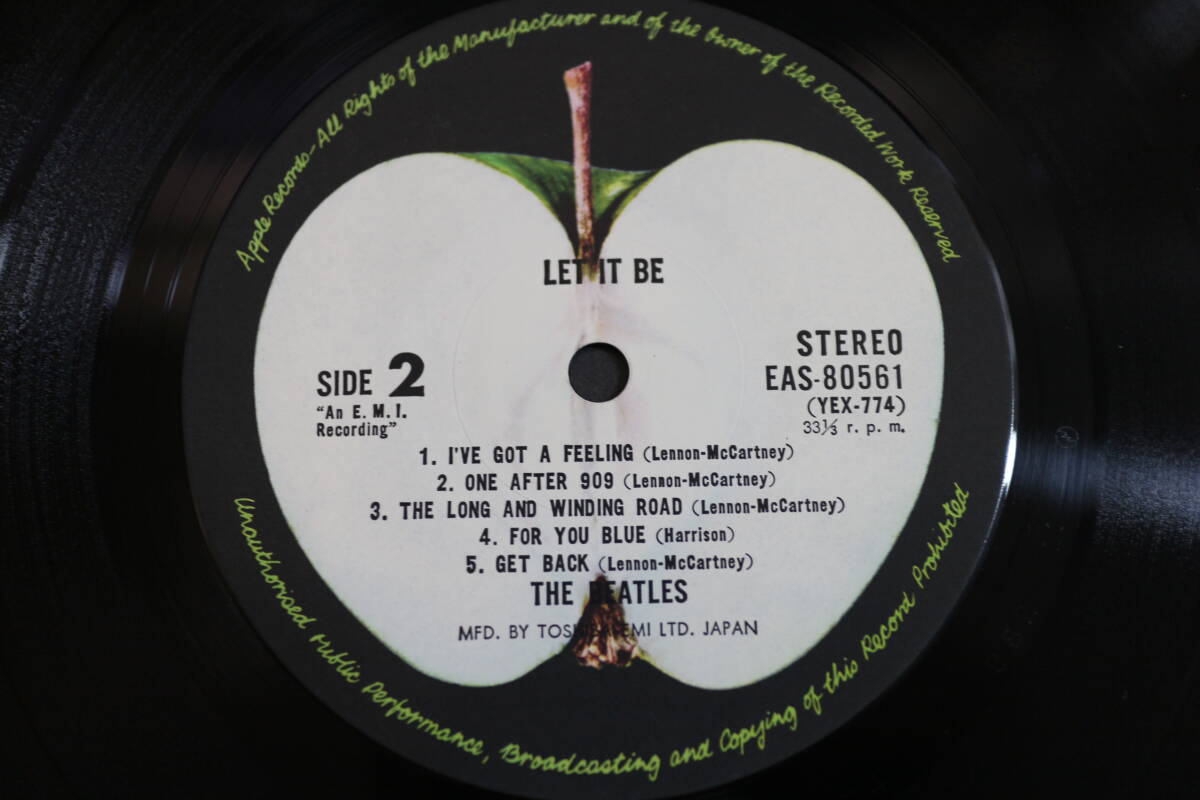 Apple Records-All Rights of the Manufacturer and of the Owner of the Recorded Work Reserved
LET IT BE
STEREO
EAS-80561
(YEX-774)
33⅓ r. p. m.
SIDE 2
"An E. M. I.
Recording"
1. I'VE GOT A FEELING (Lennon-McCartney)
2. ONE AFTER 909 (Lennon-McCartney)
3. THE LONG AND WINDING ROAD (Lennon-McCartney)
4. FOR YOU BLUE (Harrison)
5. GET BACK (Lennon-McCartney)
THE BEATLES
MFD. BY TOSHIBA-EMI LTD. JAPAN
Unauthorised Public Performance, Broadcasting and Copying of this Record Prohibited